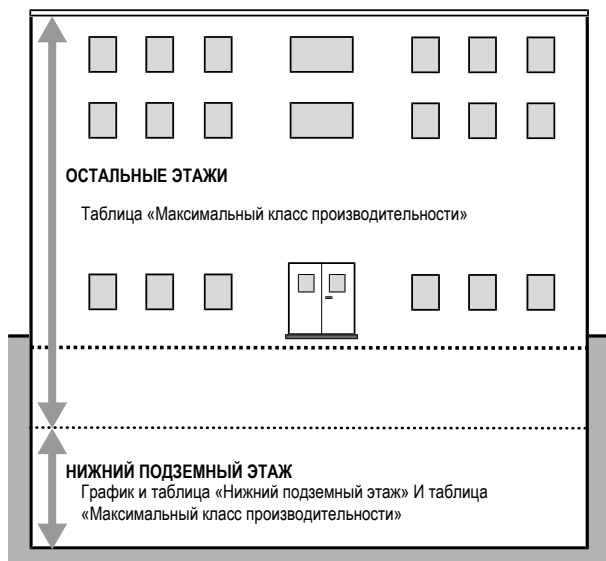 ОСТАЛЬНЫЕ ЭТАЖИ
Таблица «Максимальный класс производительности»
НИЖНИЙ ПОДЗЕМНЫЙ ЭТАЖ
График и таблица «Нижний подземный этаж» И таблица
«Максимальный класс производительности»